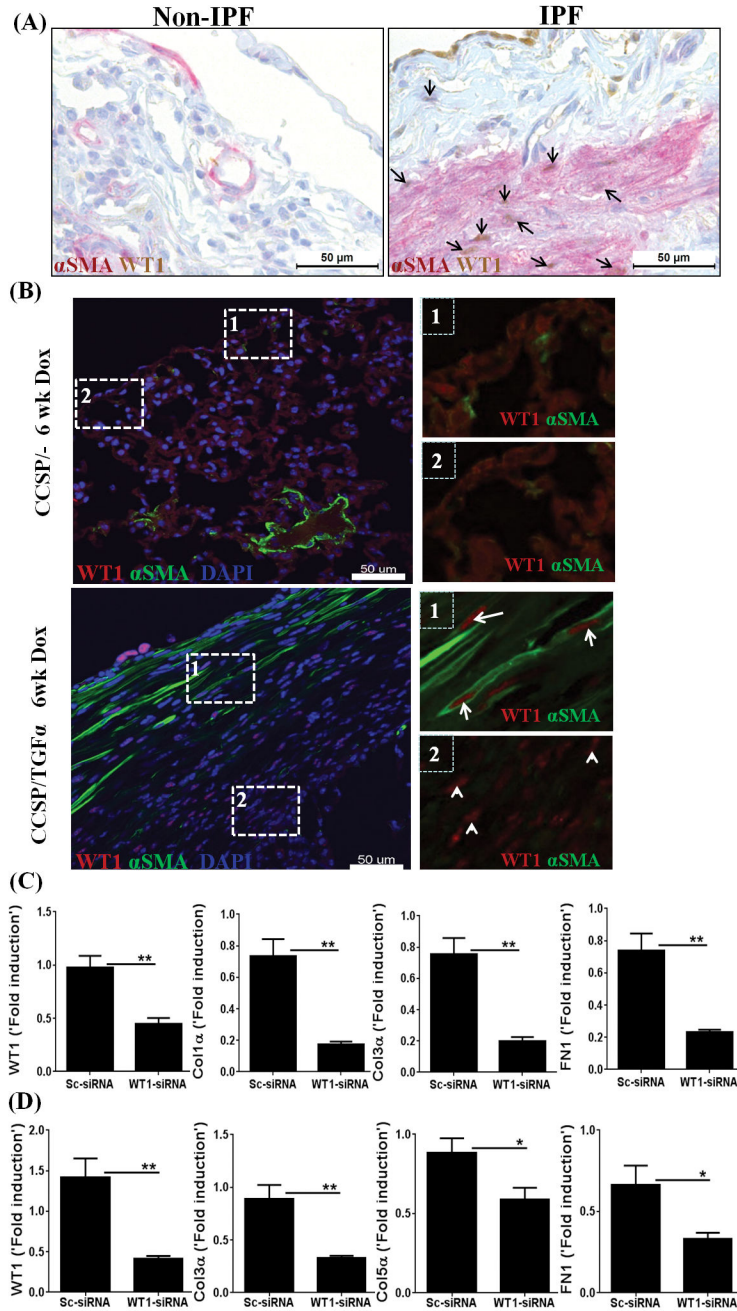 (A)
Non-IPF
IPF
αSMA WT1
50 µm
αSMA WT1
50 µm
(B)
CCSP/- 6 wk Dox
1
2
WT1 αSMA DAPI
50 um
1
WT1 αSMA
2
WT1 αSMA
CCSP/TGFα 6wk Dox
1
2
WT1 αSMA DAPI
50 um
1
WT1 αSMA
2
WT1 αSMA
(C)
WT1 ('Fold induction')
1.5
1.0
0.5
0.0
**
Sc-siRNA WT1-siRNA
Col1α ('Fold induction')
1.0
0.8
0.6
0.4
0.2
0.0
**
Sc-siRNA WT1-siRNA
Col3α ('Fold induction')
1.0
0.8
0.6
0.4
0.2
0.0
**
Sc-siRNA WT1-siRNA
FN1 ('Fold induction')
1.0
0.8
0.6
0.4
0.2
0.0
**
Sc-siRNA WT1-siRNA
(D)
WT1 ('Fold induction')
2.0
1.5
1.0
0.5
0.0
**
Sc-siRNA WT1-siRNA
Col3α ('Fold induction')
1.5
1.0
0.5
0.0
**
Sc-siRNA WT1-siRNA
Col5α ('Fold induction')
1.0
0.5
0.0
*
Sc-siRNA WT1-siRNA
FN1 ('Fold induction')
1.0
0.5
0.0
*
Sc-siRNA WT1-siRNA